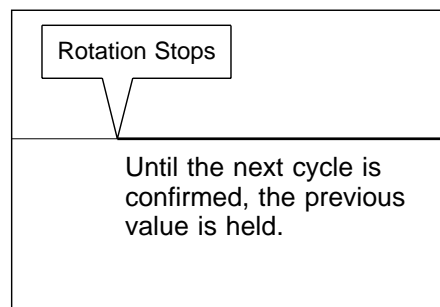 Rotation Stops
Until the next cycle is
confirmed, the previous
value is held.